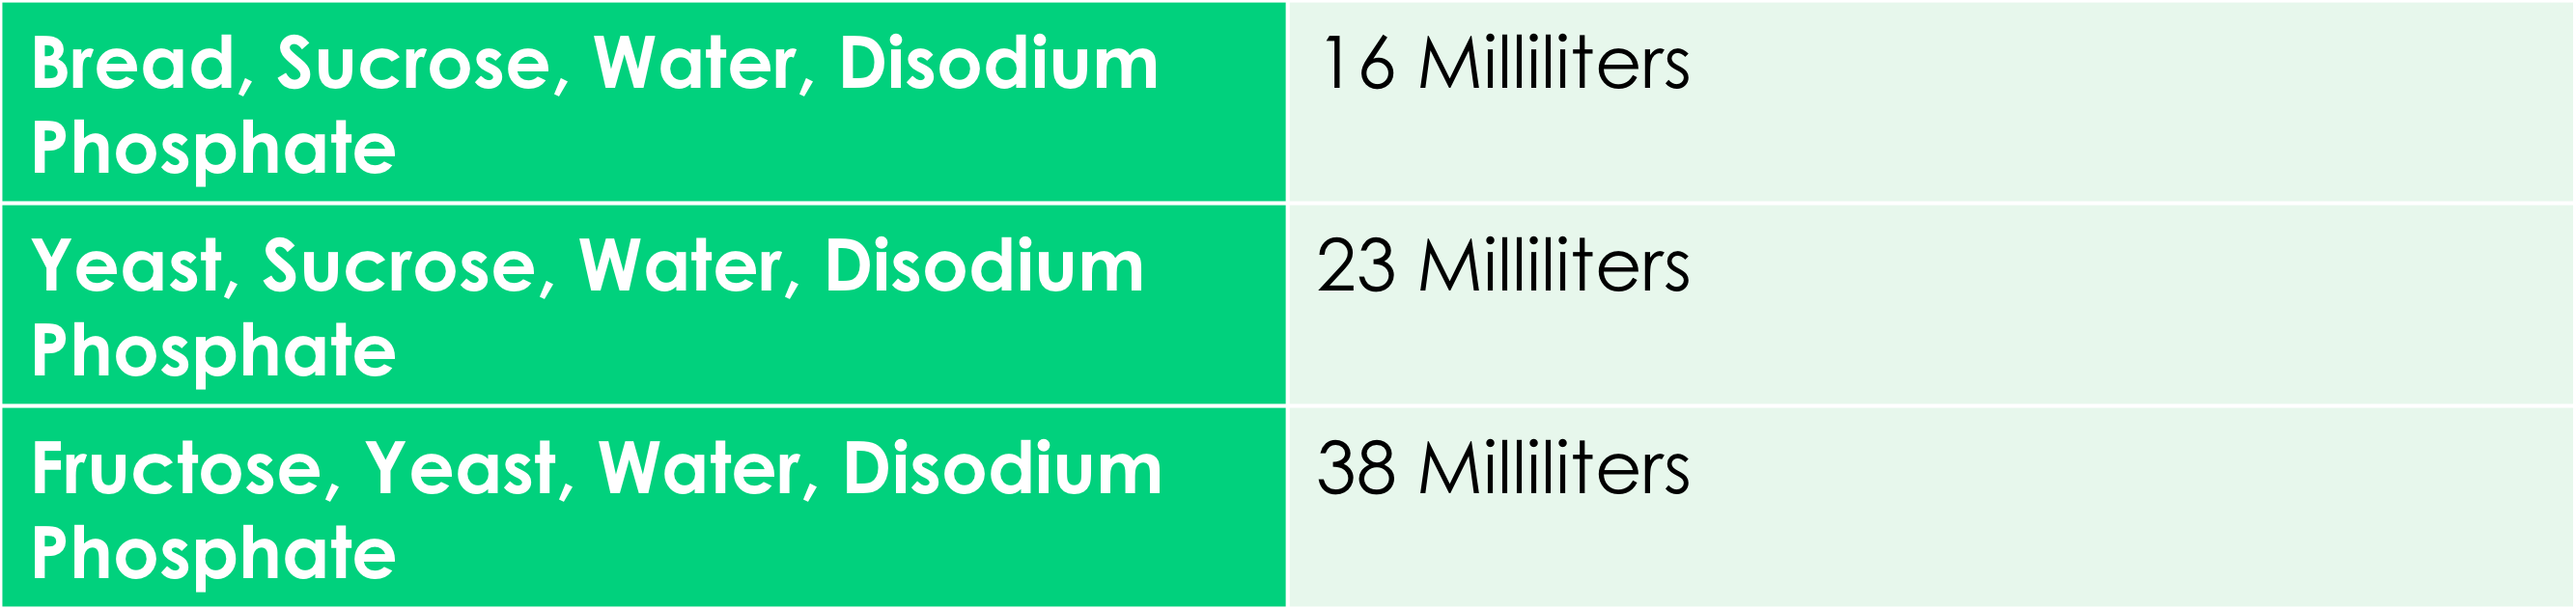 Bread, Sucrose, Water, Disodium
Phosphate
16 Milliliters
Yeast, Sucrose, Water, Disodium
Phosphate
23 Milliliters
Fructose, Yeast, Water, Disodium
Phosphate
38 Milliliters